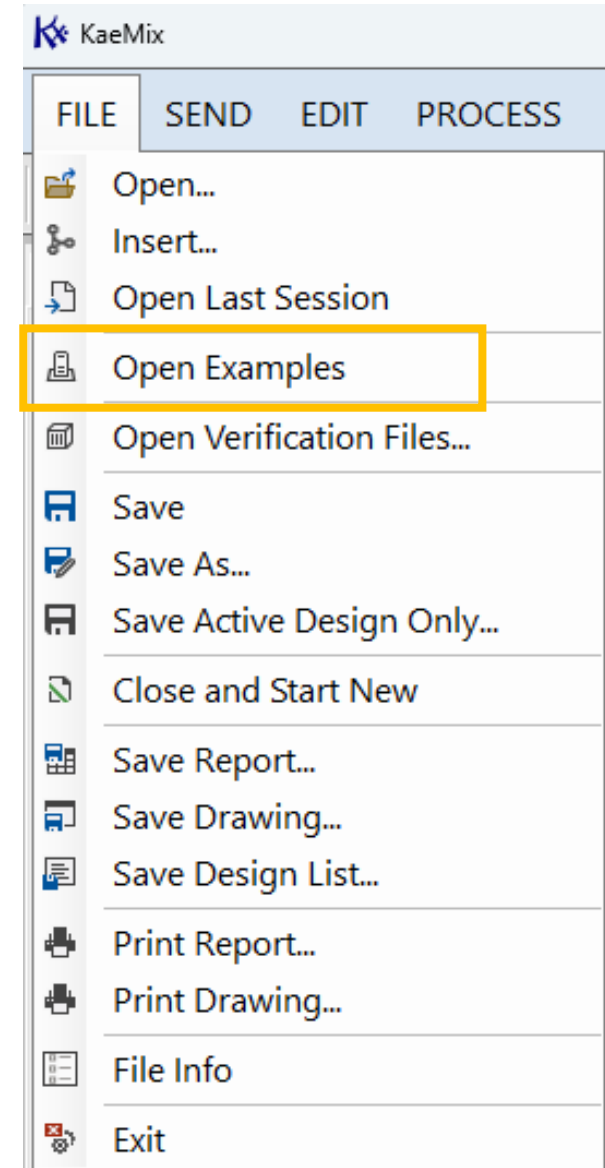 KaeMix
FILE SEND EDIT PROCESS
Open...
Insert...
Open Last Session
Open Examples
Open Verification Files...
Save
Save As...
Save Active Design Only...
Close and Start New
Save Report...
Save Drawing...
Save Design List...
Print Report...
Print Drawing...
File Info
Exit